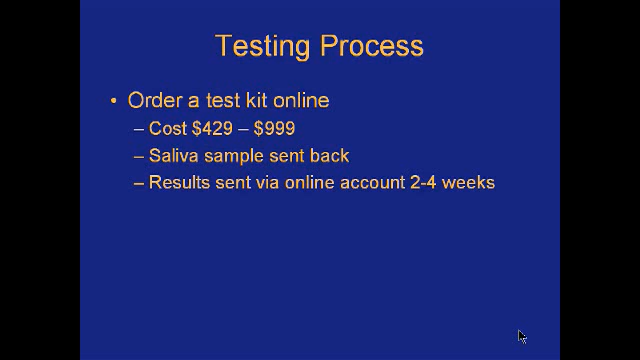 Testing Process
• Order a test kit online
– Cost $429 – $999
– Saliva sample sent back
– Results sent via online account 2-4 weeks